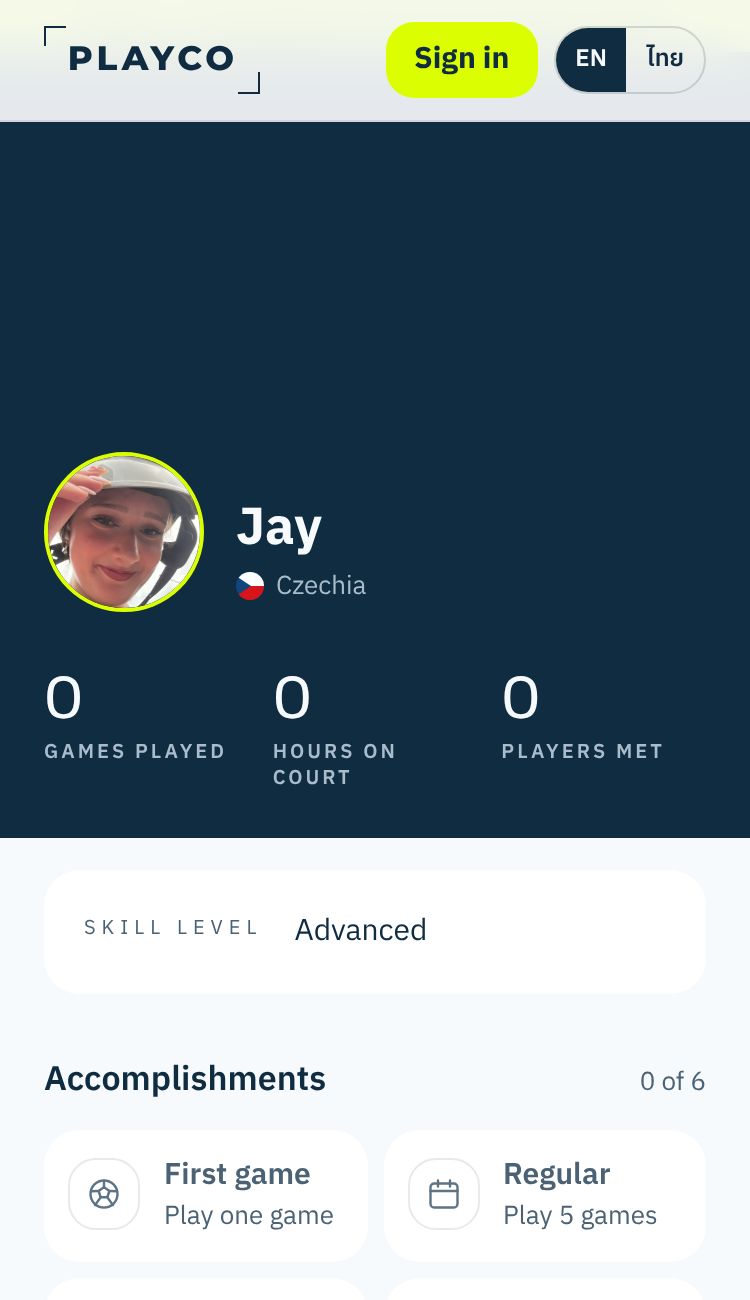 PLAYCO
Sign in
EN
ไทย
Jay
Czechia
0
0
0
GAMES PLAYED
HOURS ON
COURT
PLAYERS MET
SKILL LEVEL
Advanced
Accomplishments
0 of 6
First game
Play one game
Regular
Play 5 games